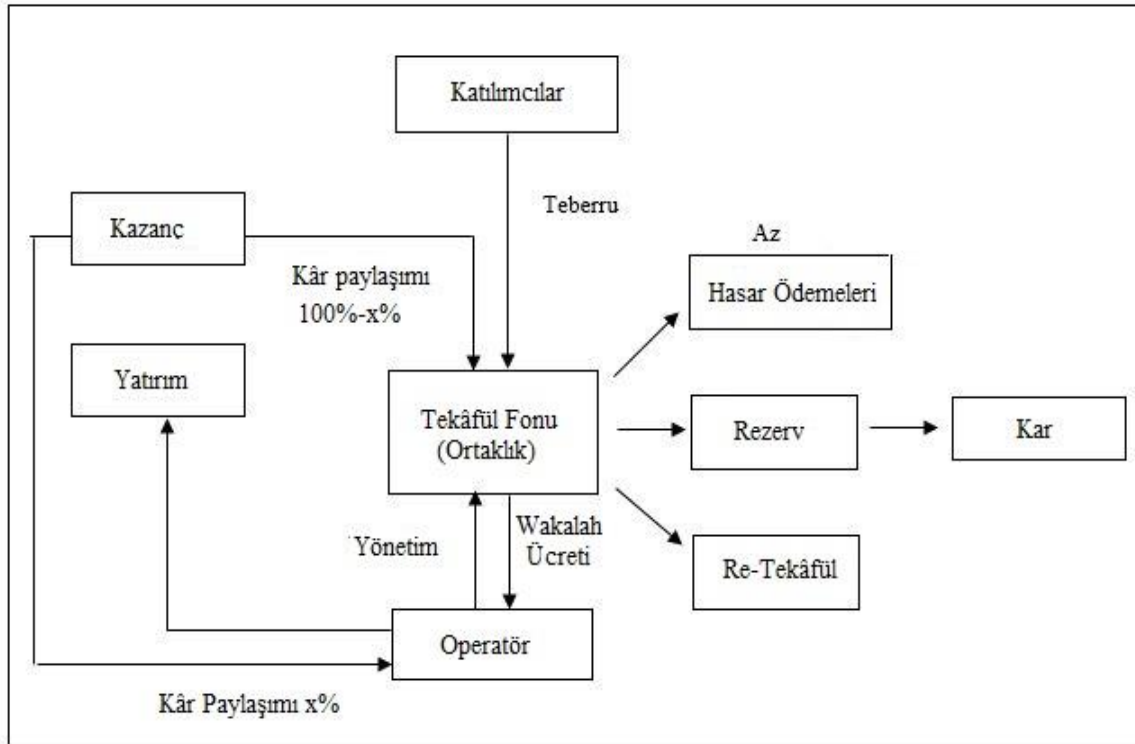 Katılımcılar
Teberru
Kazanç
Az
Kâr paylaşımı
100%-x%
Hasar Ödemeleri
Yatırım
Tekâfül Fonu
(Ortaklık)
Rezerv
Kar
Yönetim
Wakalah
Ücreti
Re-Tekâfül
Operatör
Kâr Paylaşımı x%